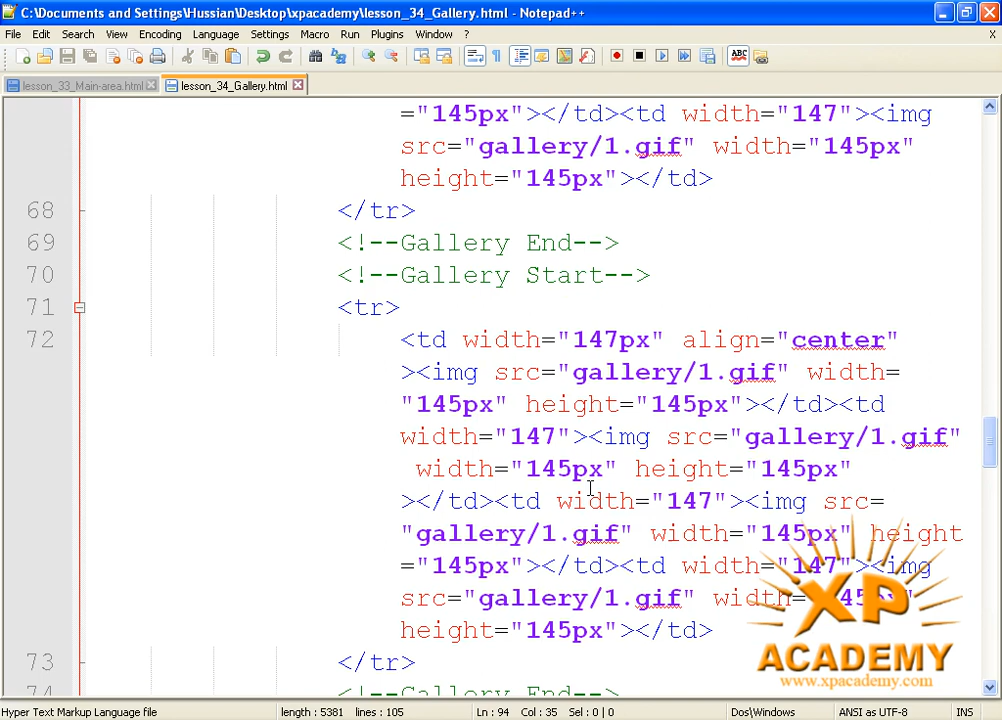 C:\Documents and Settings\Hussian\Desktop\xpacademy\lesson_34_Gallery.html - Notepad++
File Edit Search View Encoding Language Settings Macro Run Plugins Window ? X
ABC
lesson_33_Main-area.html lesson_34_Gallery.html
="145px"></td><td width="147"><img
src="gallery/1.gif" width="145px"
height="145px"></td>
68 </tr>
69 <!--Gallery End-->
70 <!--Gallery Start-->
71 <tr>
72 <td width="147px" align="center"
><img src="gallery/1.gif" width=
"145px" height="145px"></td><td
width="147"><img src="gallery/1.gif"
width="145px" height="145px"
></td><td width="147"><img src=
"gallery/1.gif" width="145px" height
="145px"></td><td width="147"><img
src="gallery/1.gif" width="145px"
height="145px"></td>
73 </tr>
74 <!--Gallery End-->
XP
ACADEMY
www.xpacademy.com
Hyper Text Markup Language file length : 5381 lines : 105 Ln : 94 Col : 35 Sel : 0 | 0 Dos\Windows ANSI as UTF-8 INS